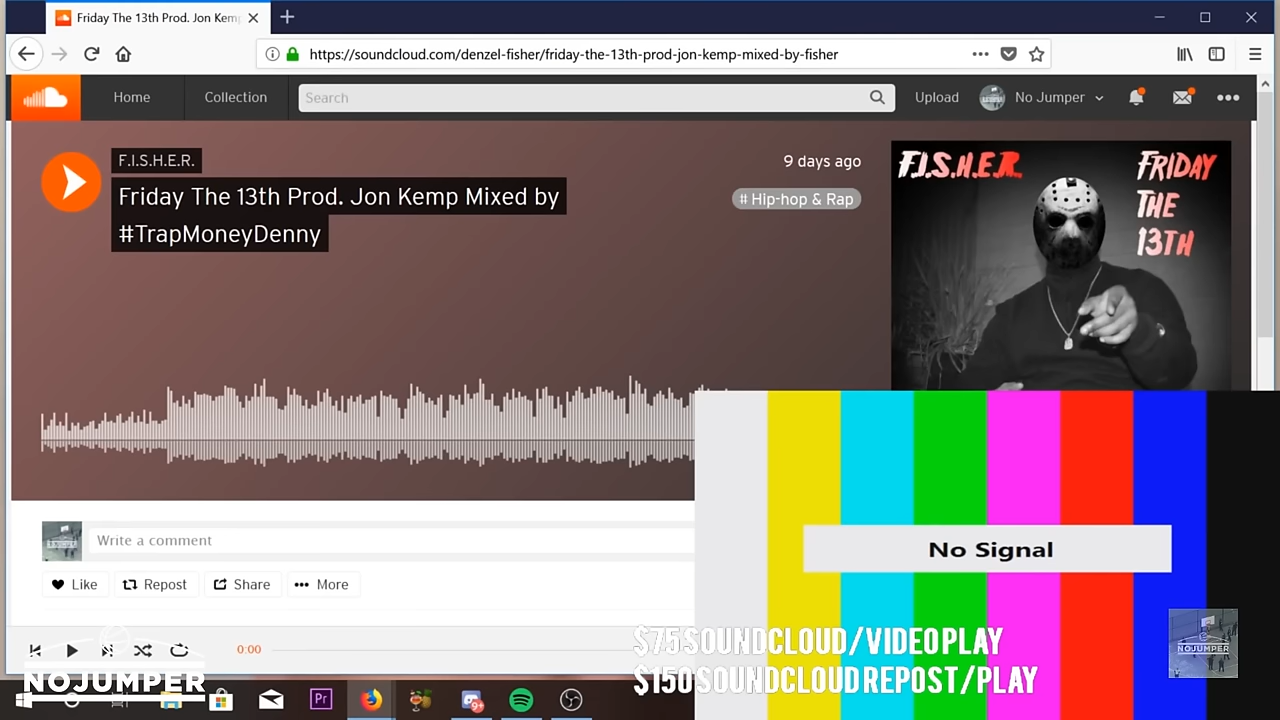 Friday The 13th Prod. Jon Kemp
https://soundcloud.com/denzel-fisher/friday-the-13th-prod-jon-kemp-mixed-by-fisher
Home
Collection
Search
Upload
No Jumper
F.I.S.H.E.R.
9 days ago
Friday The 13th Prod. Jon Kemp Mixed by
# Hip-hop & Rap
#TrapMoneyDenny
F.I.S.H.E.R.
FRIDAY
THE
13TH
No Signal
Write a comment
Like
Repost
Share
More
0:00
$75 SOUNDCLOUD/VIDEO PLAY
$150 SOUNDCLOUD REPOST/PLAY
NOJUMPER
NOJUMPER
Pr